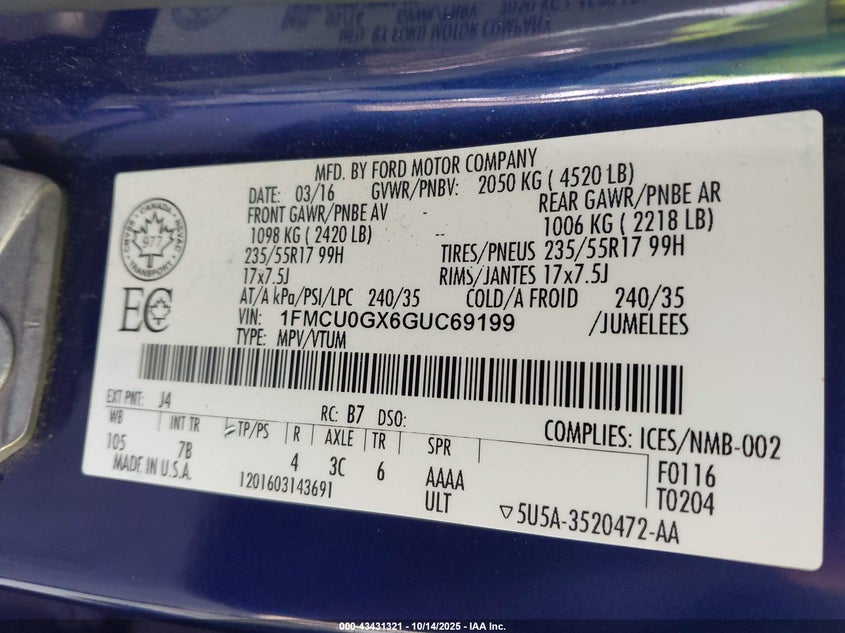 MFD. BY FORD MOTOR COMPANY
DATE: 03/16 GVWR/PNBV: 2050 KG ( 4520 LB)
FRONT GAWR/PNBE AV -- REAR GAWR/PNBE AR
1098 KG ( 2420 LB) - 1006 KG ( 2218 LB)
235/55R17 99H TIRES/PNEUS 235/55R17 99H
17x7.5J RIMS/JANTES 17x7.5J
AT/A kPa/PSI/LPC 240/35 COLD/A FROID 240/35
VIN: 1FMCU0GX6GUC69199 /JUMELEES
TYPE: MPV/VTUM
CANADA
977
TRANSPORT
EC
EXT PNT: J4 RC: B7 DSO:
WB INT TR TP/PS R AXLE TR SPR
COMPLIES: ICES/NMB-002
105 7B 4 3C 6 AAAA F0116
MADE IN U.S.A. 1201603143691 ULT T0204
5U5A-3520472-AA
000-43431321 - 10/14/2025 - IAA Inc.